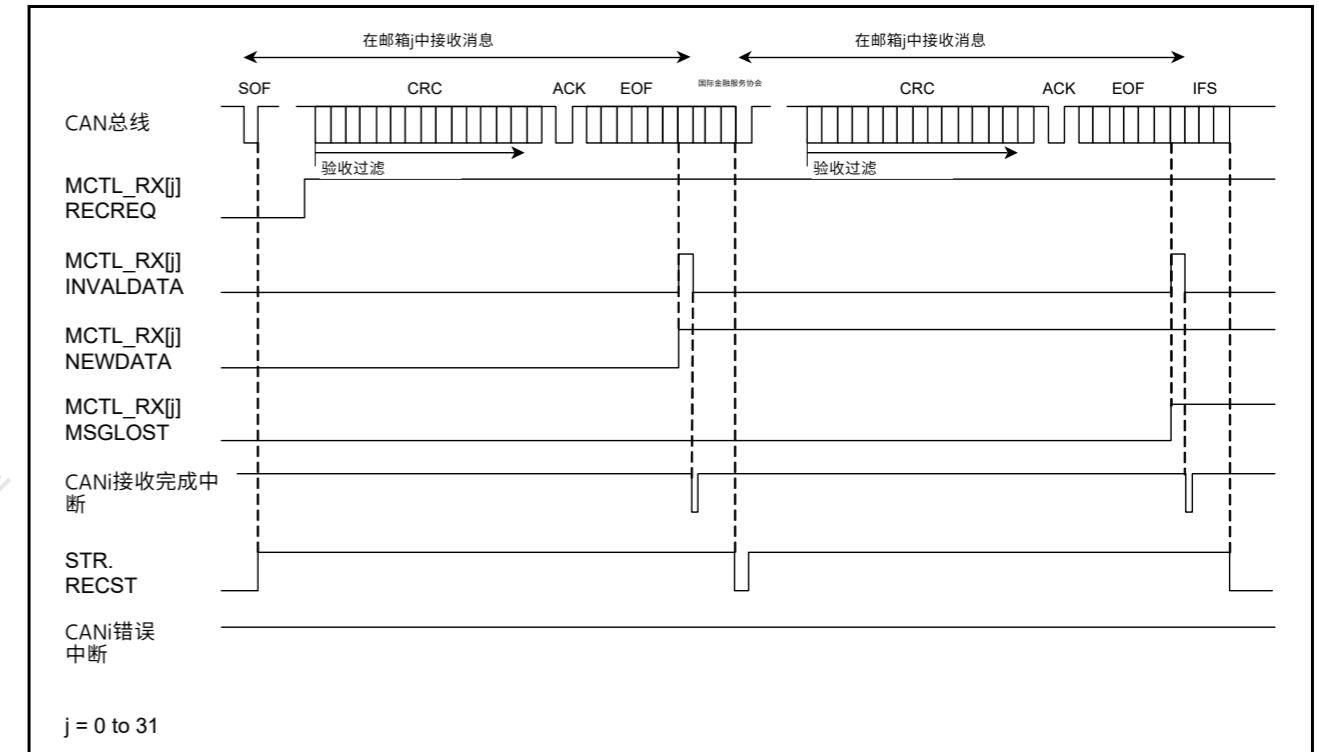 在邮箱j中接收消息 在邮箱j中接收消息
SOF CRC ACK EOF 国际金融服务协会 CRC ACK EOF IFS
CAN总线
验收过滤 验收过滤
MCTL_RX[j]
RECREQ
MCTL_RX[j]
INVALDATA
MCTL_RX[j]
NEWDATA
MCTL_RX[j]
MSGLOST
CANi接收完成中
断
STR.
RECST
CANi错误
中断
j = 0 to 31